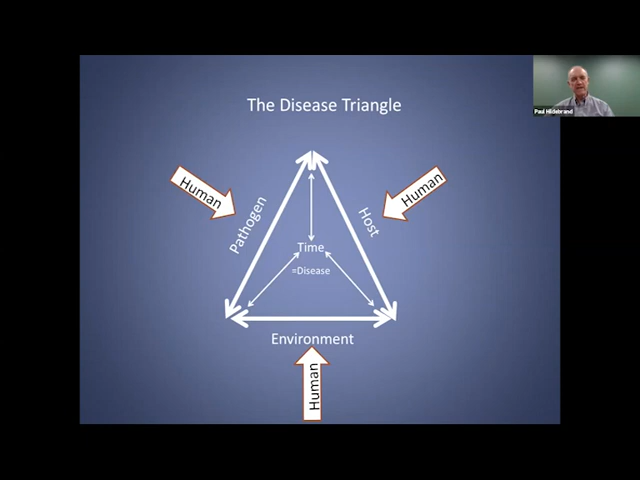 The Disease Triangle
Paul Hildebrand
Human
Human
Pathogen
Host
Time
=Disease
Environment
Human